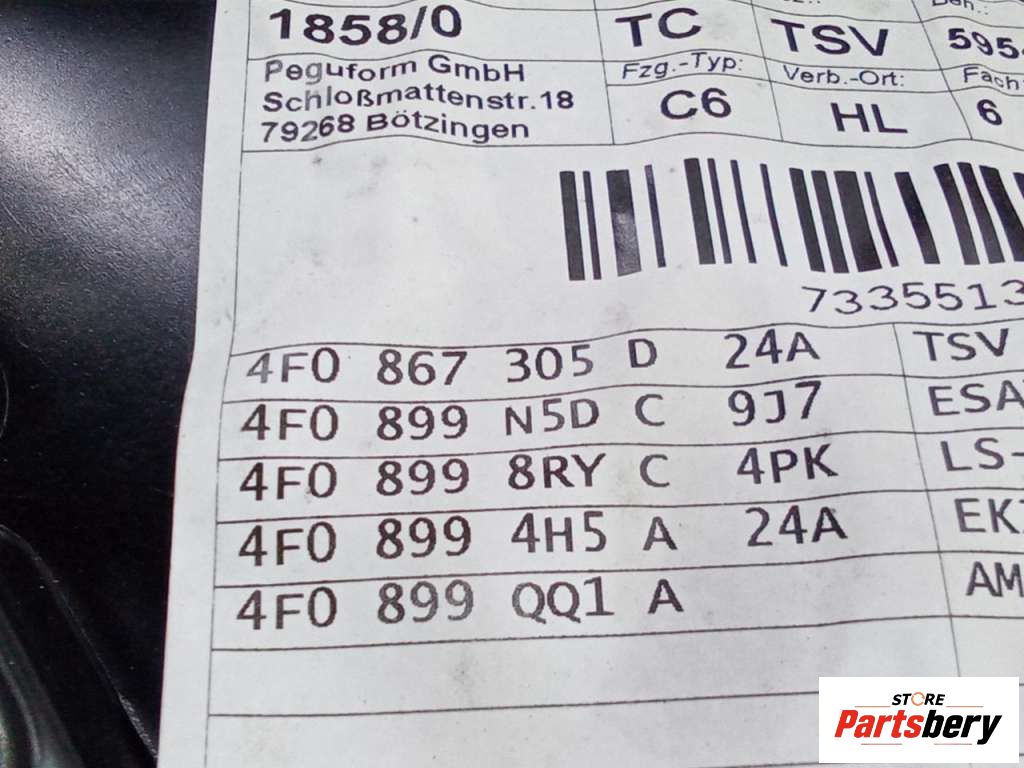 1858/0 TC TSV 595
Peguform GmbH Fzg.-Typ: Verb.-Ort: Fach
Schloßmattenstr.18 C6 HL 6
79268 Bötzingen
7335513
4F0 867 305 D 24A TSV
4F0 899 N5D C 9J7 ESA
4F0 899 8RY C 4PK LS-
4F0 899 4H5 A 24A EK
4F0 899 QQ1 A AM
STORE
Partsbery